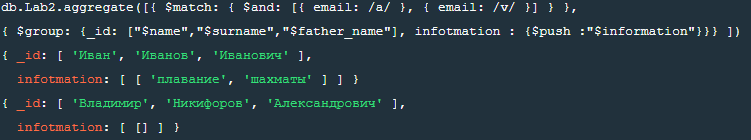 db.Lab2.aggregate([{ $match: { $and: [{ email: /a/ }, { email: /v/ }] } },
{ $group: {_id: ["$name","$surname","$father_name"], infotmation : {$push :"$information"}}} ])
{ _id: [ 'Иван', 'Иванов', 'Иванович' ],
infotmation: [ [ 'плавание', 'шахматы' ] ] }
{ _id: [ 'Владимир', 'Никифоров', 'Александрович' ],
infotmation: [ [] ] }